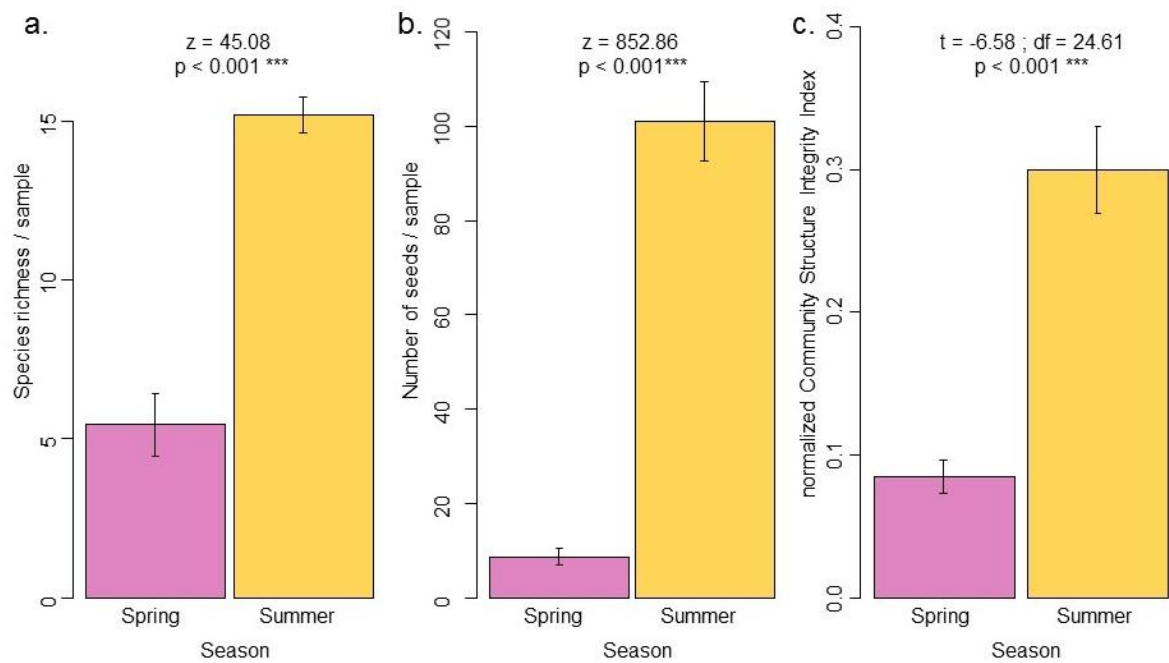 a.
z = 45.08
p < 0.001 ***
Species richness / sample
15
10
5
0
Spring
Summer
Season
b.
z = 852.86
p < 0.001***
Number of seeds / sample
120
100
80
60
40
20
0
Spring
Summer
Season
c.
t = -6.58 ; df = 24.61
p < 0.001 ***
normalized Community Structure Integrity Index
0.4
0.3
0.2
0.1
0.0
Spring
Summer
Season